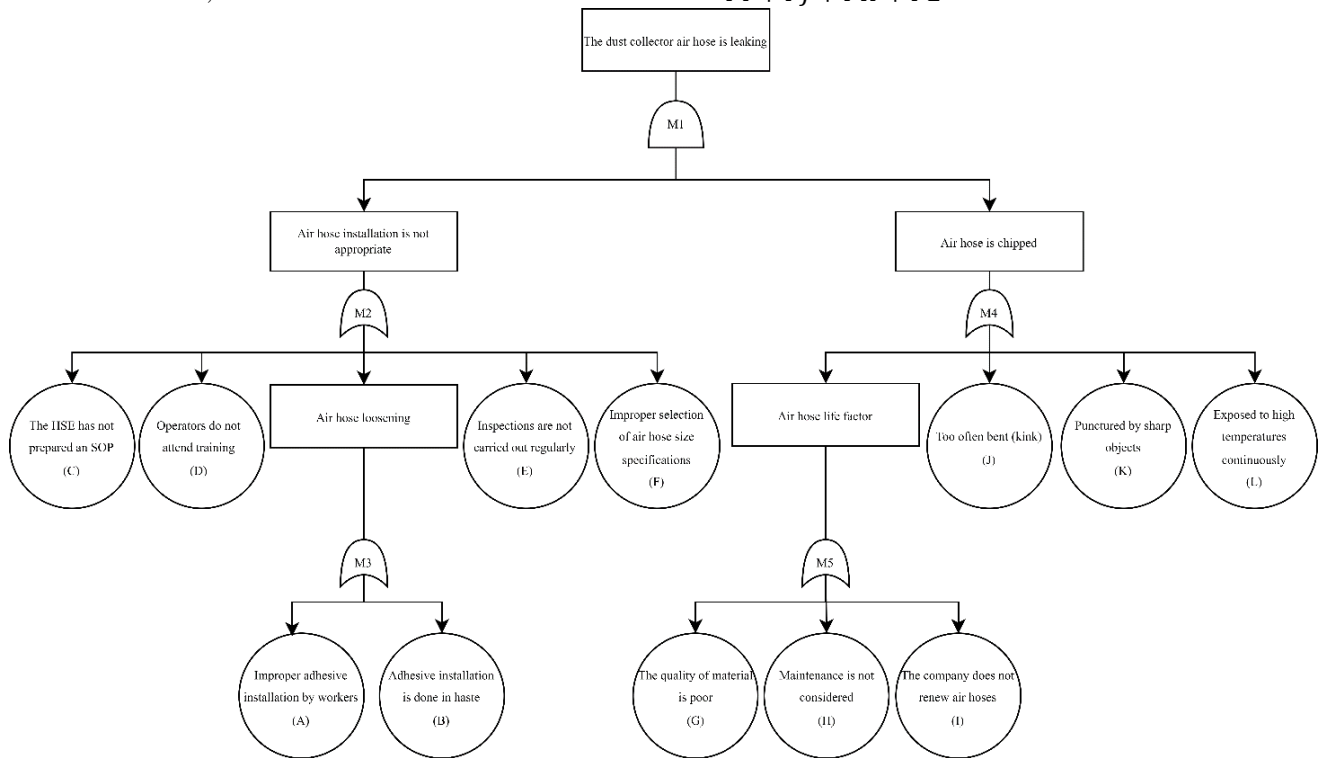 The dust collector air hose is leaking
M1
Air hose installation is not
appropriate
Air hose is chipped
M2
M4
The HSE has not
prepared an SOP
(C)
Operators do not
attend training
(D)
Air hose loosening
Inspections are not
carried out regularly
(E)
Improper selection
of air hose size
specifications
(F)
Air hose life factor
Too often bent (kink)
(J)
Punctured by sharp
objects
(K)
Exposed to high
temperatures
continuously
(L)
M3
M5
Improper adhesive
installation by workers
(A)
Adhesive installation
is done in haste
(B)
The quality of material
is poor
(G)
Maintenance is not
considered
(H)
The company does not
renew air hoses
(I)